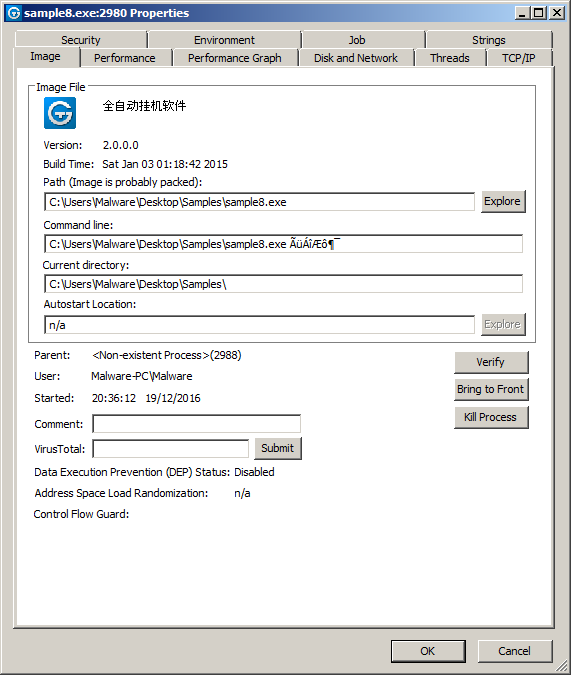 sample8.exe:2980 Properties
Security Environment Job Strings
Image Performance Performance Graph Disk and Network Threads TCP/IP
Image File
全自动挂机软件
Version: 2.0.0.0
Build Time: Sat Jan 03 01:18:42 2015
Path (Image is probably packed):
C:\Users\Malware\Desktop\Samples\sample8.exe Explore
Command line:
C:\Users\Malware\Desktop\Samples\sample8.exe ÃüÁîÆô¶¯
Current directory:
C:\Users\Malware\Desktop\Samples\
Autostart Location:
n/a Explore
Parent: <Non-existent Process>(2988)
Verify
User: Malware-PC\Malware
Bring to Front
Started: 20:36:12 19/12/2016
Kill Process
Comment:
VirusTotal: Submit
Data Execution Prevention (DEP) Status: Disabled
Address Space Load Randomization: n/a
Control Flow Guard:
OK Cancel